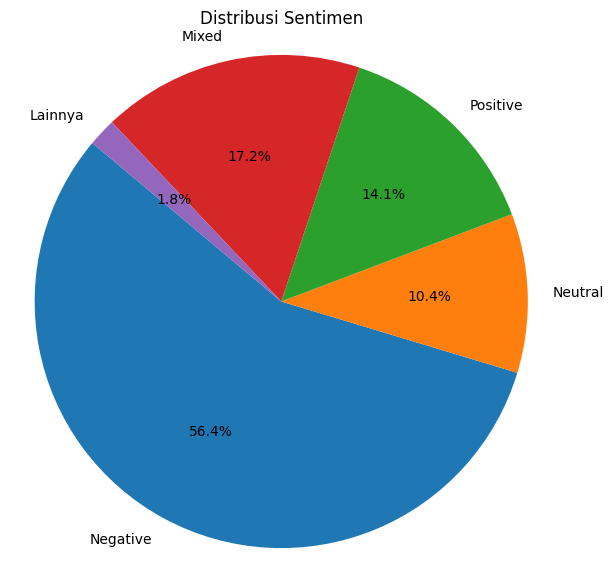 Distribusi Sentimen
Mixed
Lainnya
Positive
17.2%
14.1%
1.8%
Neutral
10.4%
56.4%
Negative